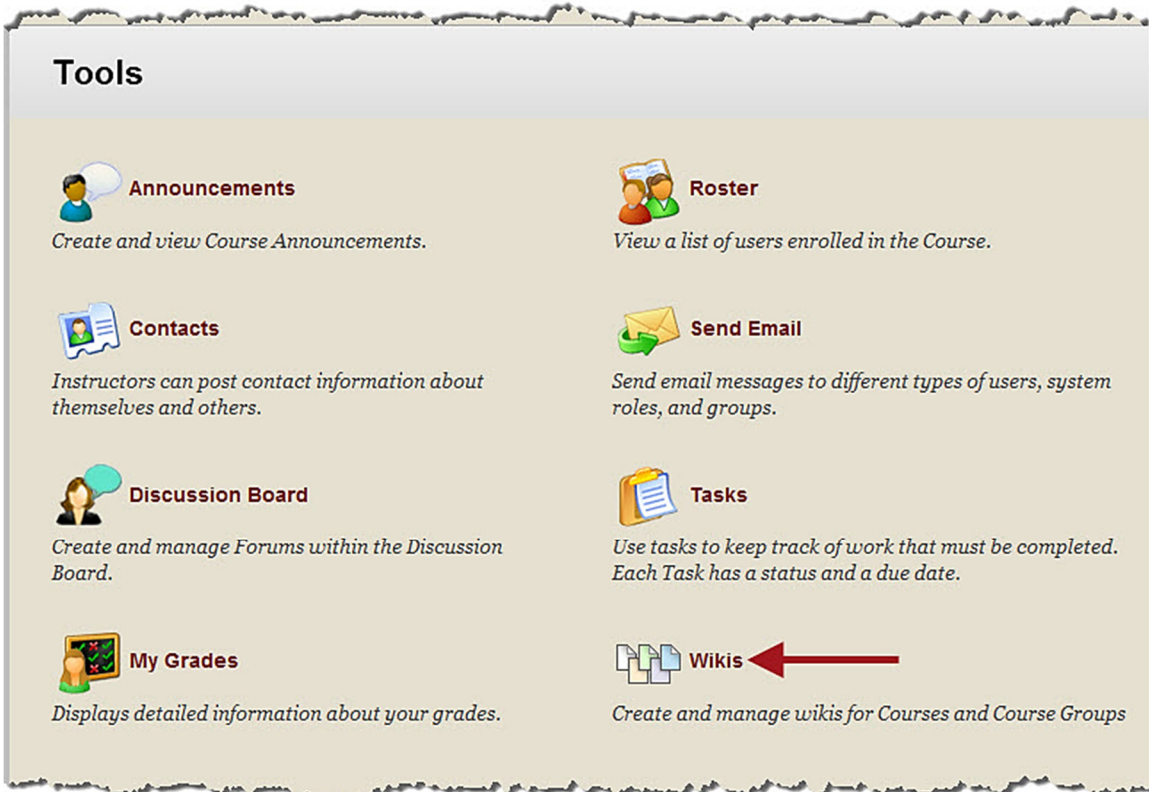 Tools
Announcements
Create and view Course Announcements.
Roster
View a list of users enrolled in the Course.
Contacts
Instructors can post contact information about
themselves and others.
Send Email
Send email messages to different types of users, system
roles, and groups.
Discussion Board
Create and manage Forums within the Discussion
Board.
Tasks
Use tasks to keep track of work that must be completed.
Each Task has a status and a due date.
My Grades
Displays detailed information about your grades.
Wikis
Create and manage wikis for Courses and Course Groups